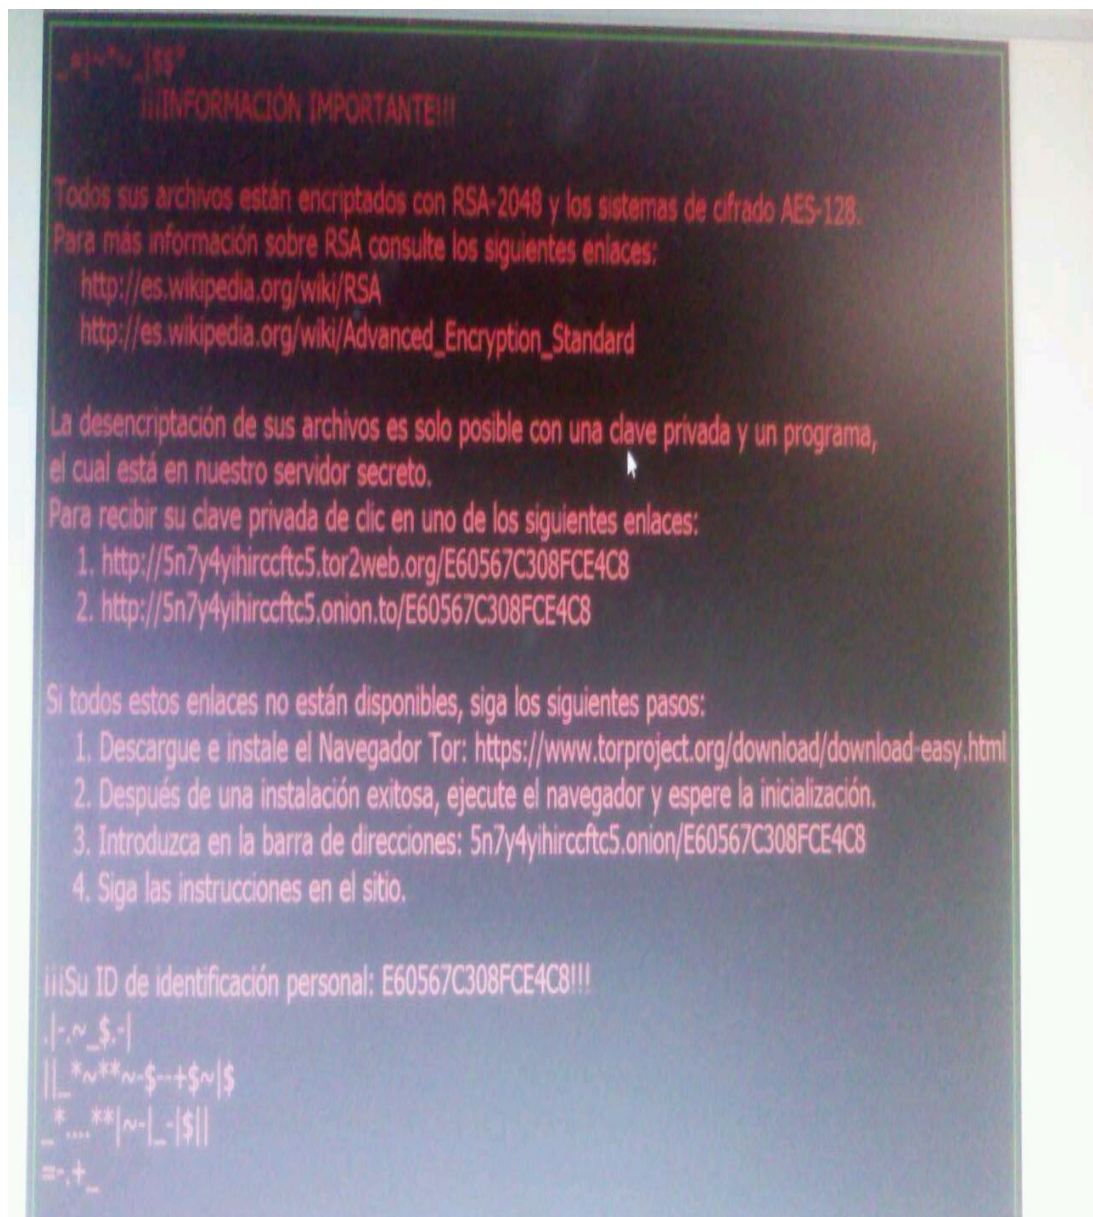 _=|~*~_|$$*
¡¡¡INFORMACIÓN IMPORTANTE!!!
Todos sus archivos están encriptados con RSA-2048 y los sistemas de cifrado AES-128.
Para más información sobre RSA consulte los siguientes enlaces:
http://es.wikipedia.org/wiki/RSA
http://es.wikipedia.org/wiki/Advanced_Encryption_Standard
La desencriptación de sus archivos es solo posible con una clave privada y un programa,
el cual está en nuestro servidor secreto.
Para recibir su clave privada de clic en uno de los siguientes enlaces:
1. http://5n7y4yihirccftc5.tor2web.org/E60567C308FCE4C8
2. http://5n7y4yihirccftc5.onion.to/E60567C308FCE4C8
Si todos estos enlaces no están disponibles, siga los siguientes pasos:
1. Descargue e instale el Navegador Tor: https://www.torproject.org/download/download-easy.html
2. Después de una instalación exitosa, ejecute el navegador y espere la inicialización.
3. Introduzca en la barra de direcciones: 5n7y4yihirccftc5.onion/E60567C308FCE4C8
4. Siga las instrucciones en el sitio.
¡¡¡Su ID de identificación personal: E60567C308FCE4C8!!!
.|-.~_$.-|
||_*~**~-$--+$~|$
_*....**|~-|_-|$||
=-.+_